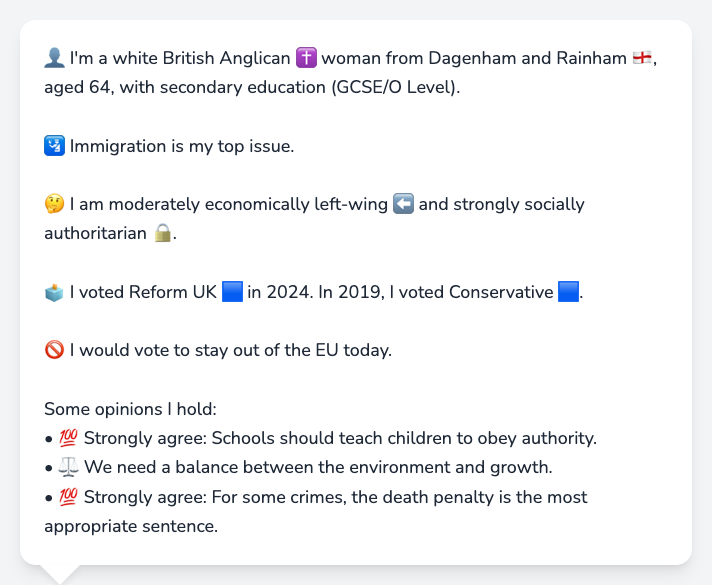 👤 I'm a white British Anglican ✝️ woman from Dagenham and Rainham 🏴󠁧󠁢󠁥󠁮󠁧󠁿,
aged 64, with secondary education (GCSE/O Level).
🛂 Immigration is my top issue.
🤔 I am moderately economically left-wing ⬅️ and strongly socially
authoritarian 🔒.
🗳️ I voted Reform UK 🟦 in 2024. In 2019, I voted Conservative 🟦.
🚫 I would vote to stay out of the EU today.
Some opinions I hold:
• 💯 Strongly agree: Schools should teach children to obey authority.
• ⚖️ We need a balance between the environment and growth.
• 💯 Strongly agree: For some crimes, the death penalty is the most
appropriate sentence.